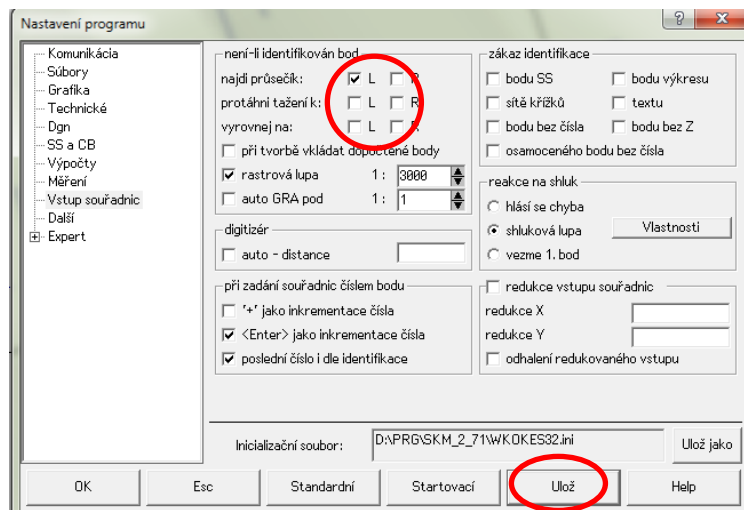 Nastavení programu
Komunikácia
Súbory
Grafika
Technické
Dgn
SS a CB
Výpočty
Měření
Vstup souřadnic
Další
Expert
není-li identifikován bod
najdi průsečík: L R
protáhni tažení k: L R
vyrovnej na: L R
při tvorbě vkládat dopočtené body
rastrová lupa 1: 3000
auto GRA pod 1: 1
digitizér
auto - distance
při zadání souřadnic číslem bodu
'+' jako inkrementace čísla
<Enter> jako inkrementace čísla
poslední číslo i dle identifikace
zákaz identifikace
bodu SS bodu výkresu
sítě křížků textu
bodu bez čísla bodu bez Z
osamoceného bodu bez čísla
reakce na shluk
hlásí se chyba
shluková lupa Vlastnosti
vezme 1. bod
redukce vstupu souřadnic
redukce X
redukce Y
odhalení redukovaného vstupu
Inicializační soubor: D:\PRG\SKM_2_71\WKOKES32.ini Ulož jako
OK Esc Standardní Startovací Ulož Help